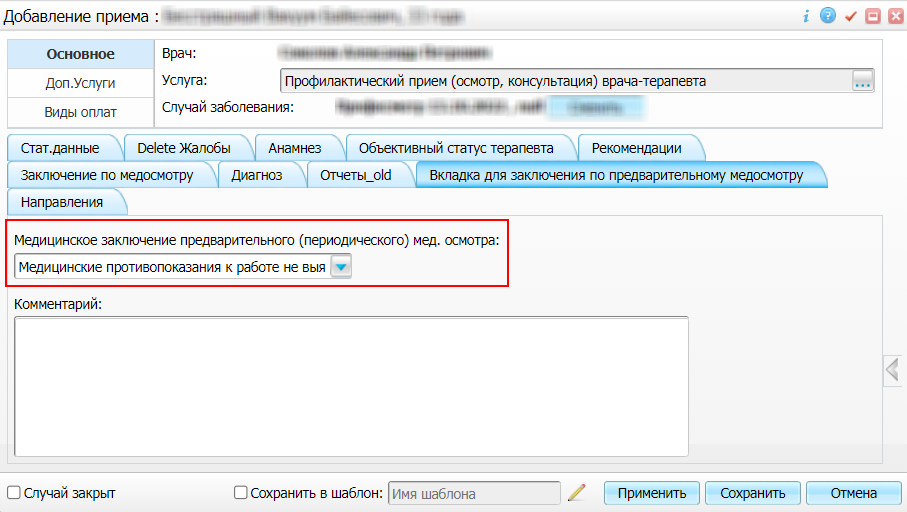 Добавление приема :
Основное
Доп.Услуги
Виды оплат
Врач:
Услуга: Профилактический прием (осмотр, консультация) врача-терапевта ...
Случай заболевания:
Стат.данные Delete Жалобы Анамнез Объективный статус терапевта Рекомендации
Заключение по медосмотру Диагноз Отчеты_old Вкладка для заключения по предварительному медосмотру
Направления
Медицинское заключение предварительного (периодического) мед. осмотра:
Медицинские противопоказания к работе не выя
Комментарий:
Случай закрыт Сохранить в шаблон: Имя шаблона Применить Сохранить Отмена